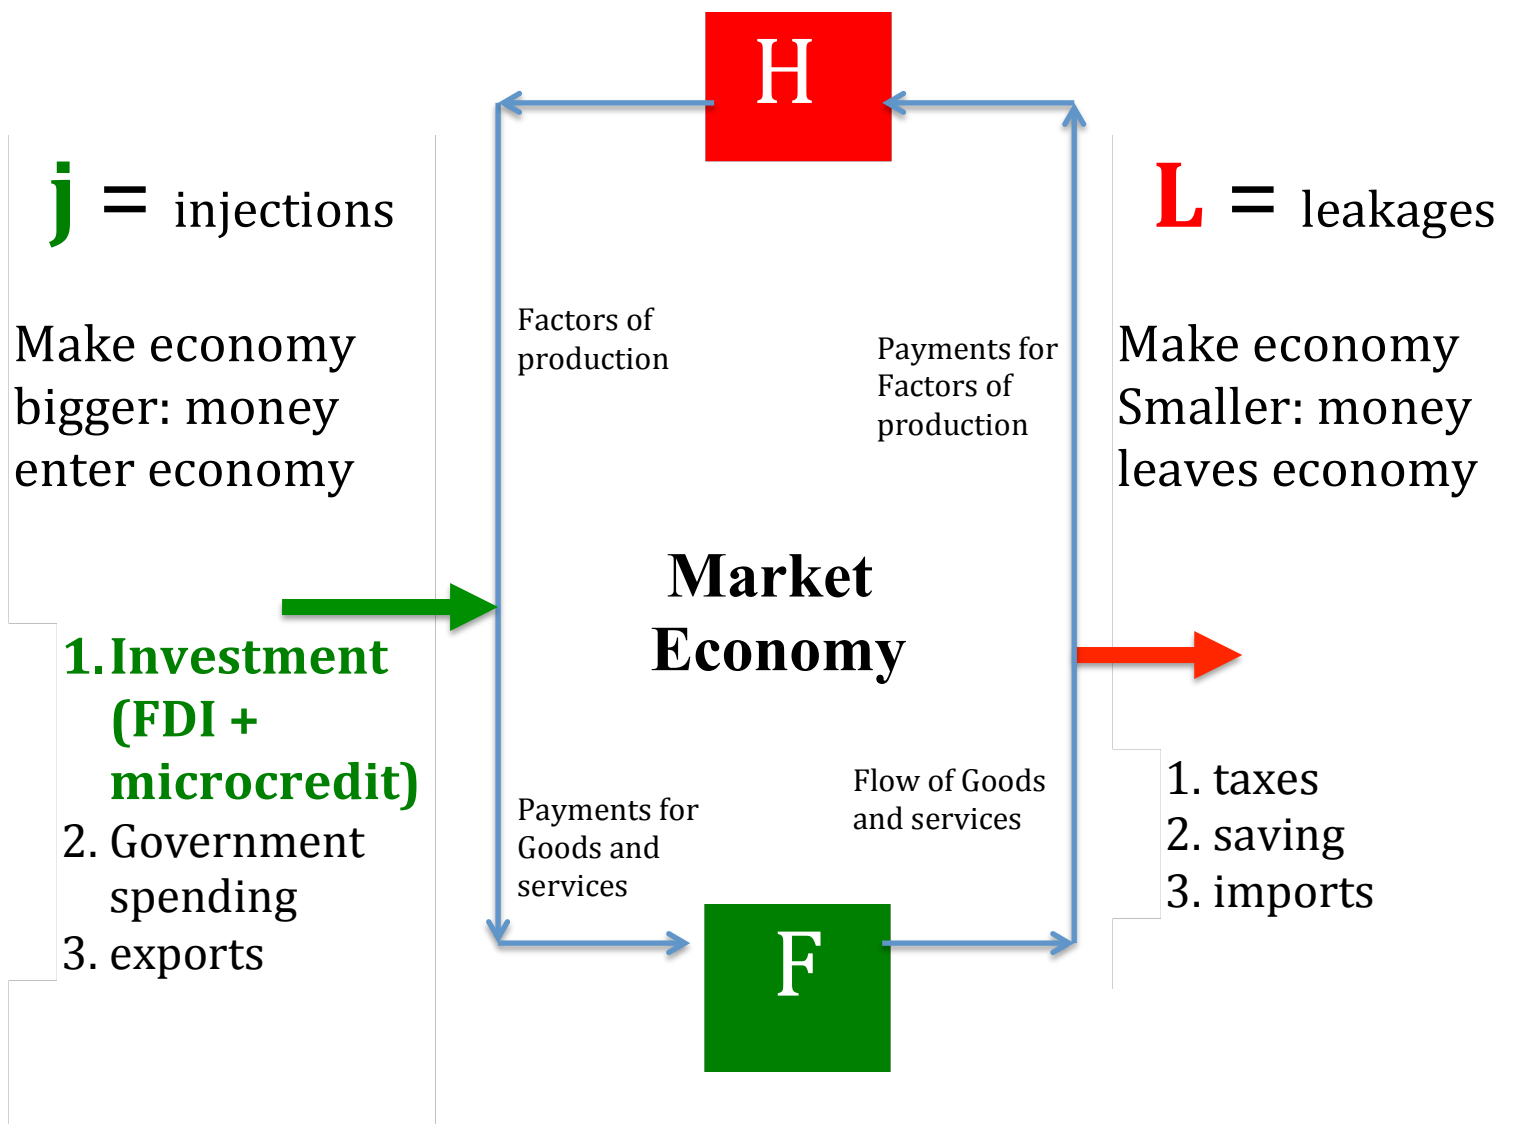 H
j = injections
Make economy
bigger: money
enter economy
1. Investment
(FDI +
microcredit)
2. Government
spending
3. exports
Factors of
production
Payments for
Factors of
production
Market
Economy
Payments for
Goods and
services
Flow of Goods
and services
F
L = leakages
Make economy
Smaller: money
leaves economy
1. taxes
2. saving
3. imports